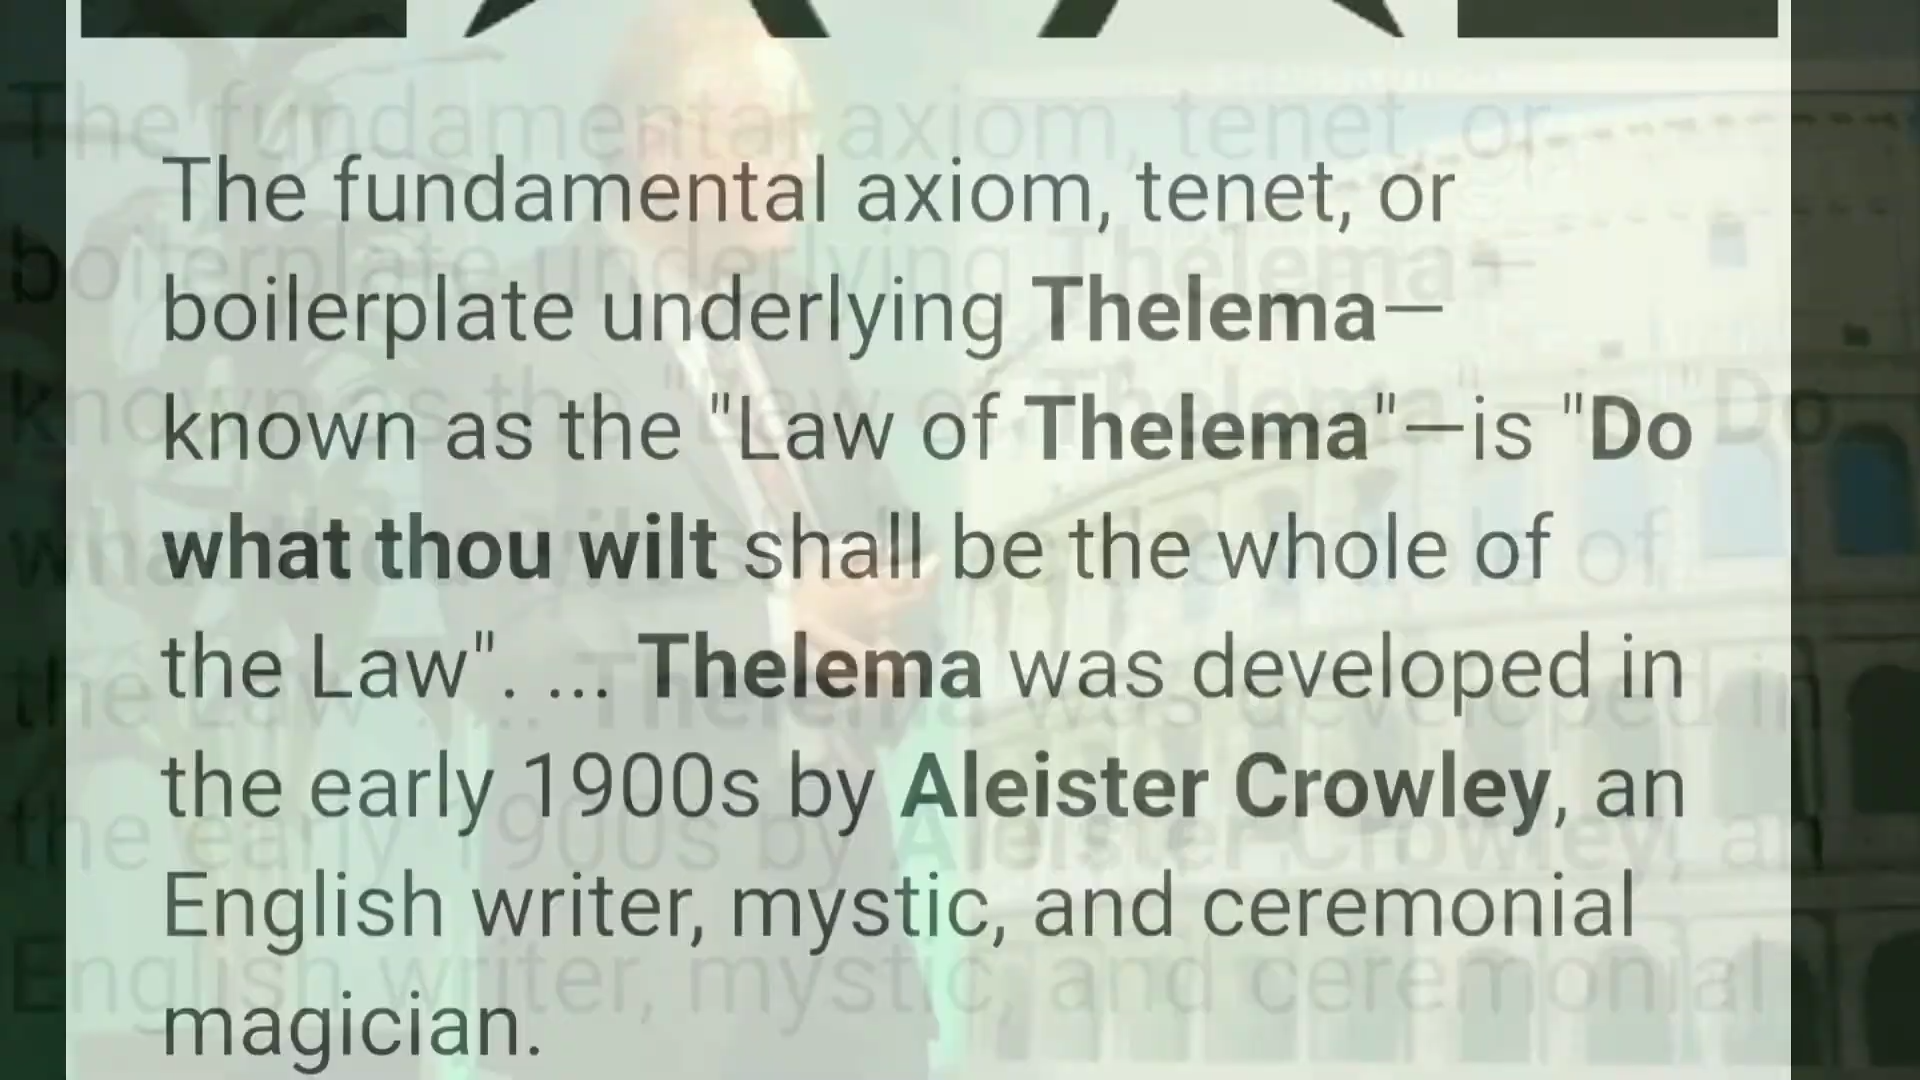 The fundamental axiom, tenet, or
boilerplate underlying Thelema—
known as the "Law of Thelema"—is "Do
what thou wilt shall be the whole of
the Law". ... Thelema was developed in
the early 1900s by Aleister Crowley, an
English writer, mystic, and ceremonial
magician.